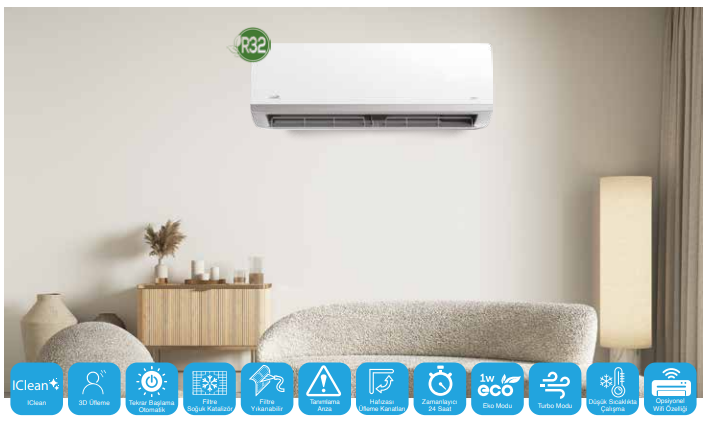 R32
IClean
IClean
3D Üfleme
Tekrar Başlama
Otomatik
Filtre
Soğuk Katalizör
Filtre
Yıkanabilir
Tanımlama
Arıza
Hafızası
Üfleme Kanatları
Zamanlayıcı
24 Saat
1w
eco
Eko Modu
Turbo Modu
Düşük Sıcaklıkta
Çalışma
Opsiyonel
Wifi Özelliği